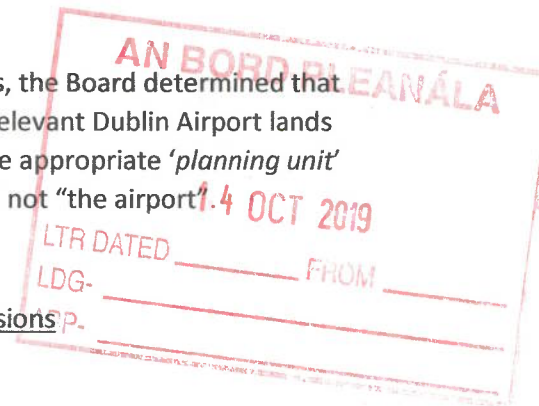 AN BORD PLEANÁLA
s, the Board determined that
elevant Dublin Airport lands
e appropriate ‘planning unit’
not “the airport”.
14 OCT 2019
LTR DATED FROM
LDG-
sions
ABP-